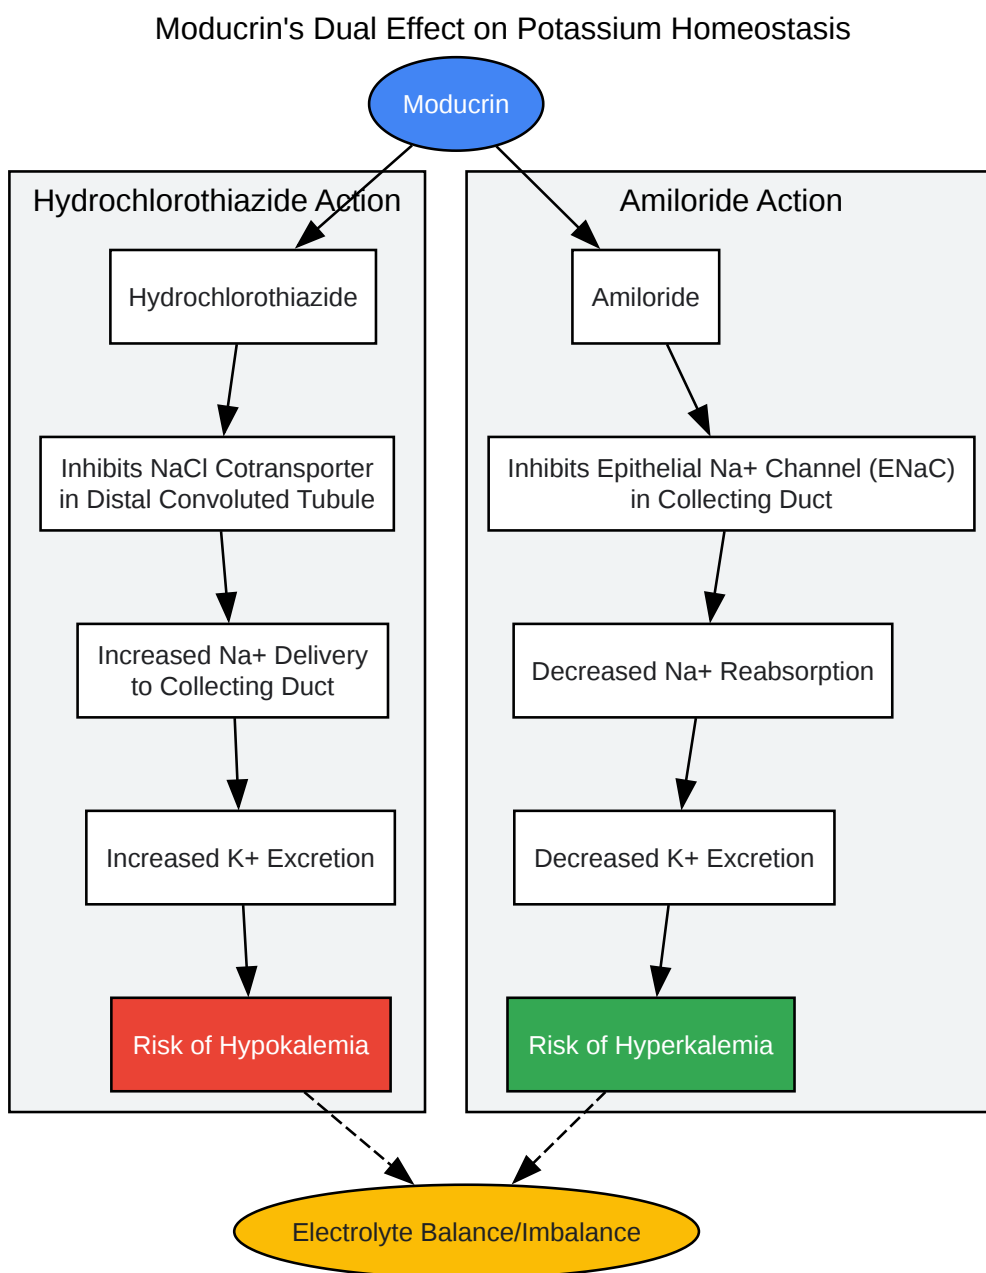 Moducrin's Dual Effect on Potassium Homeostasis
Moducrin
Hydrochlorothiazide Action
Hydrochlorothiazide
Inhibits NaCl Cotransporter
in Distal Convoluted Tubule
Increased Na+ Delivery
to Collecting Duct
Increased K+ Excretion
Risk of Hypokalemia
Amiloride Action
Amiloride
Inhibits Epithelial Na+ Channel (ENaC)
in Collecting Duct
Decreased Na+ Reabsorption
Decreased K+ Excretion
Risk of Hyperkalemia
Electrolyte Balance/Imbalance